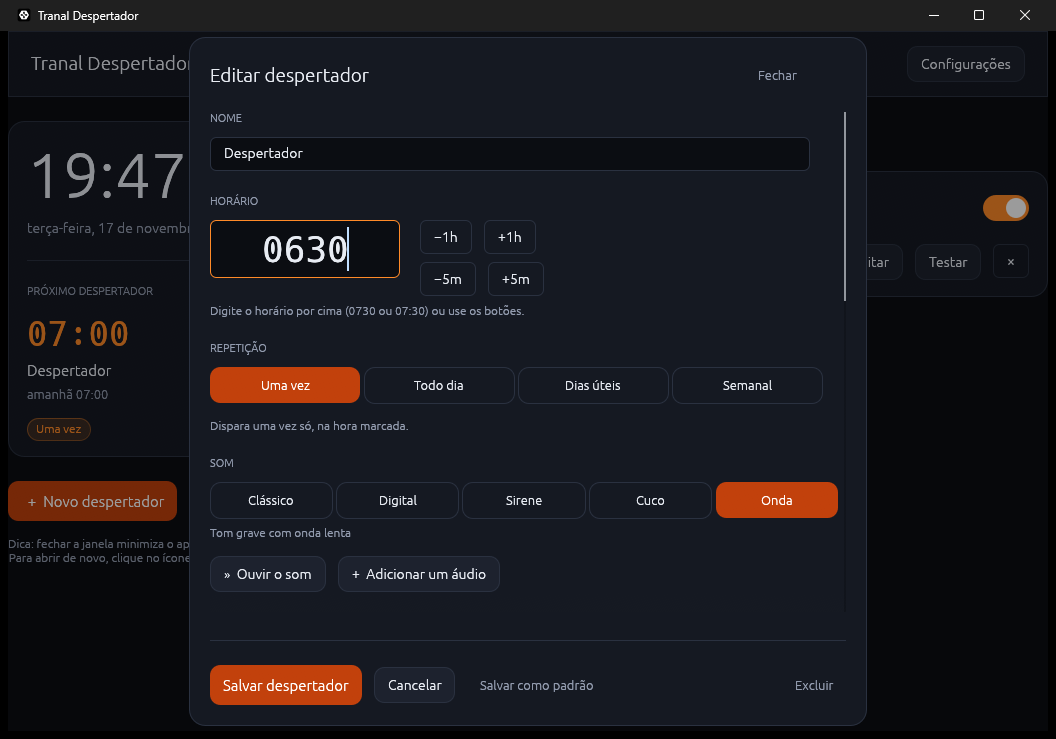 Tranal Despertador
Tranal Despertador
Configurações
19:47
terça-feira, 17 de
PRÓXIMO DESPERTADOR
07:00
Despertador
amanhã 07:00
Uma vez
+ Novo despertador
Dica: fechar a janela minimiza o
Para abrir de novo, clique no ícone
Testar
×
Editar despertador
Fechar
NOME
Despertador
HORÁRIO
0630
−1h
+1h
−5m
+5m
Digite o horário por cima (0730 ou 07:30) ou use os botões.
REPETIÇÃO
Uma vez
Todo dia
Dias úteis
Semanal
Dispara uma vez só, na hora marcada.
SOM
Clássico
Digital
Sirene
Cuco
Onda
Tom grave com onda lenta
» Ouvir o som
+ Adicionar um áudio
Salvar despertador
Cancelar
Salvar como padrão
Excluir